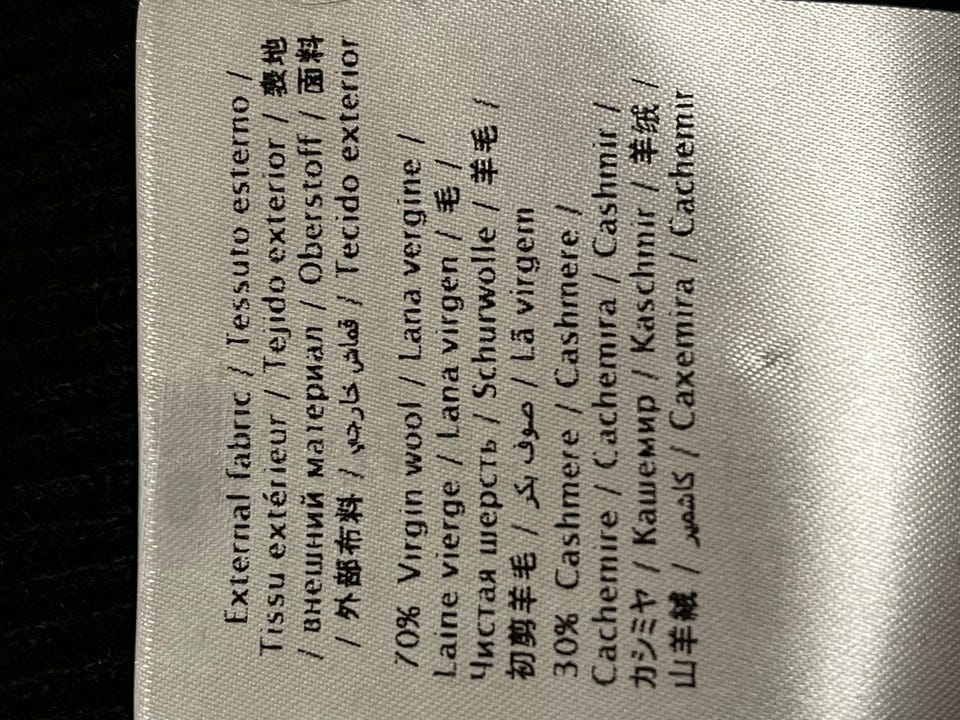 External fabric / Tessuto esterno /
Tissu extérieur / Tejido exterior / 表地
/ внешний материал / Oberstoff / 面料
/ 外部布料 / قماش خارجي / Tecido exterior
70% Virgin wool / Lana vergine /
Laine vierge / Lana virgen / 毛 /
Чистая шерсть / Schurwolle / 羊毛 /
初剪羊毛 / صوف بكر / Lã virgem
30% Cashmere / Cashmere /
Cachemire / Cachemira / Cashmir /
カシミヤ / Кашемир / Kaschmir / 羊绒 /
山羊絨 / كاشمير / Caxemira / Cachemir